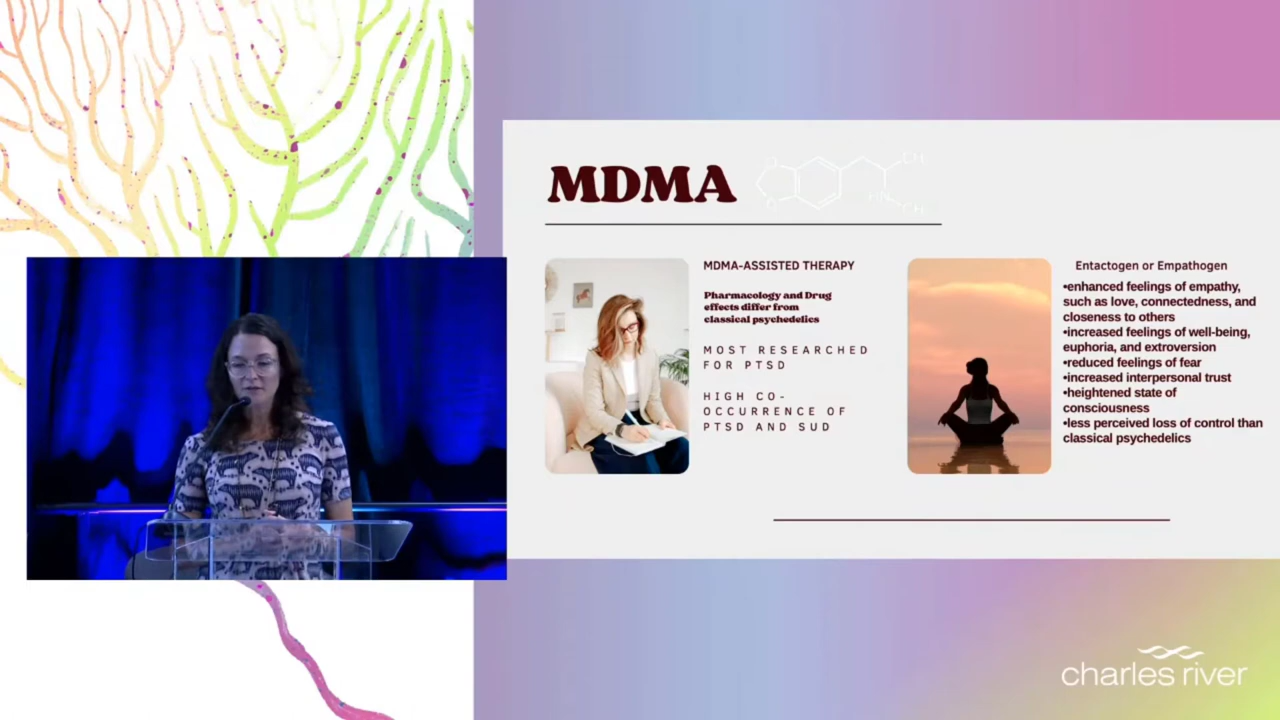 MDMA
MDMA-ASSISTED THERAPY
Pharmacology and Drug
effects differ from
classical psychedelics
MOST RESEARCHED
FOR PTSD
HIGH CO-
OCCURRENCE OF
PTSD AND SUD
Entactogen or Empathogen
•enhanced feelings of empathy,
such as love, connectedness, and
closeness to others
•increased feelings of well-being,
euphoria, and extroversion
•reduced feelings of fear
•increased interpersonal trust
•heightened state of
consciousness
•less perceived loss of control than
classical psychedelics
charles river